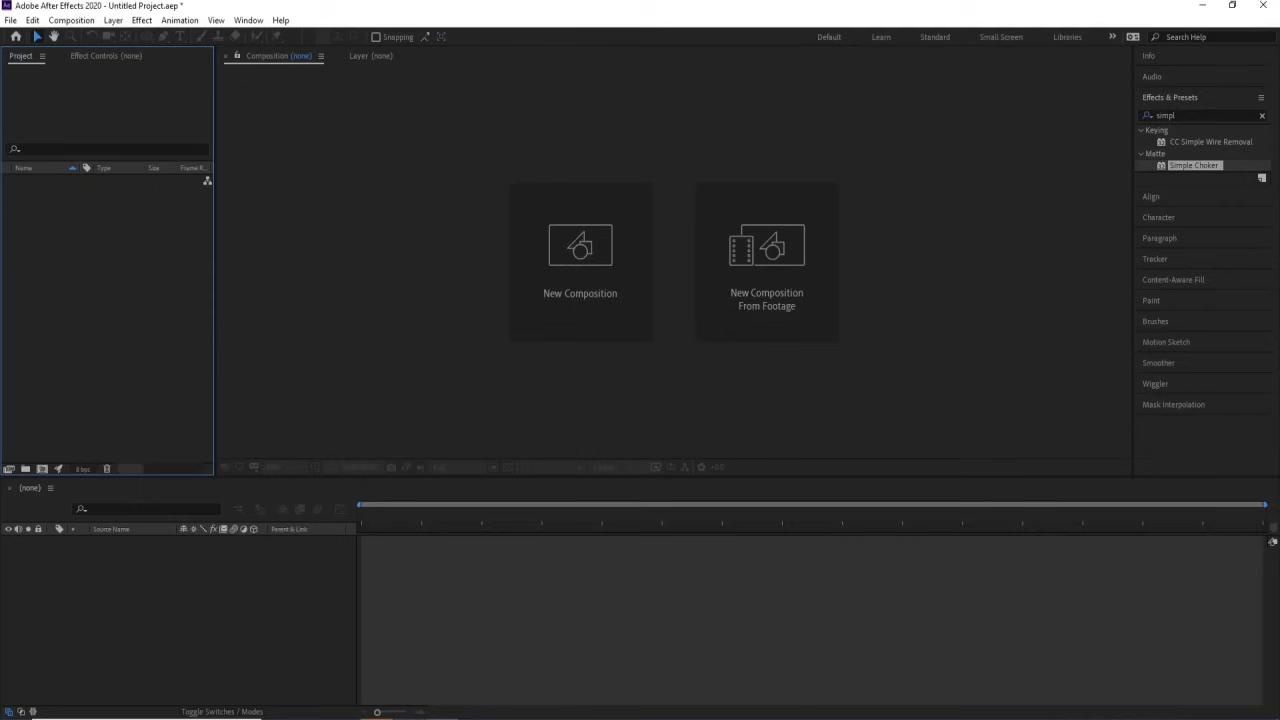 Adobe After Effects 2020 - Untitled Project.aep *
File Edit Composition Layer Effect Animation View Window Help
Snapping
Default Learn Standard Small Screen Libraries
Search Help
Project
Effect Controls (none)
Composition (none)
Layer (none)
Name Type Size Frame R...
8 bpc
New Composition
New Composition
From Footage
Info
Audio
Effects & Presets
simpl
Keying
CC Simple Wire Removal
Matte
Simple Choker
Align
Character
Paragraph
Tracker
Content-Aware Fill
Paint
Brushes
Motion Sketch
Smoother
Wiggler
Mask Interpolation
(none)
Source Name
Parent & Link
Toggle Switches / Modes